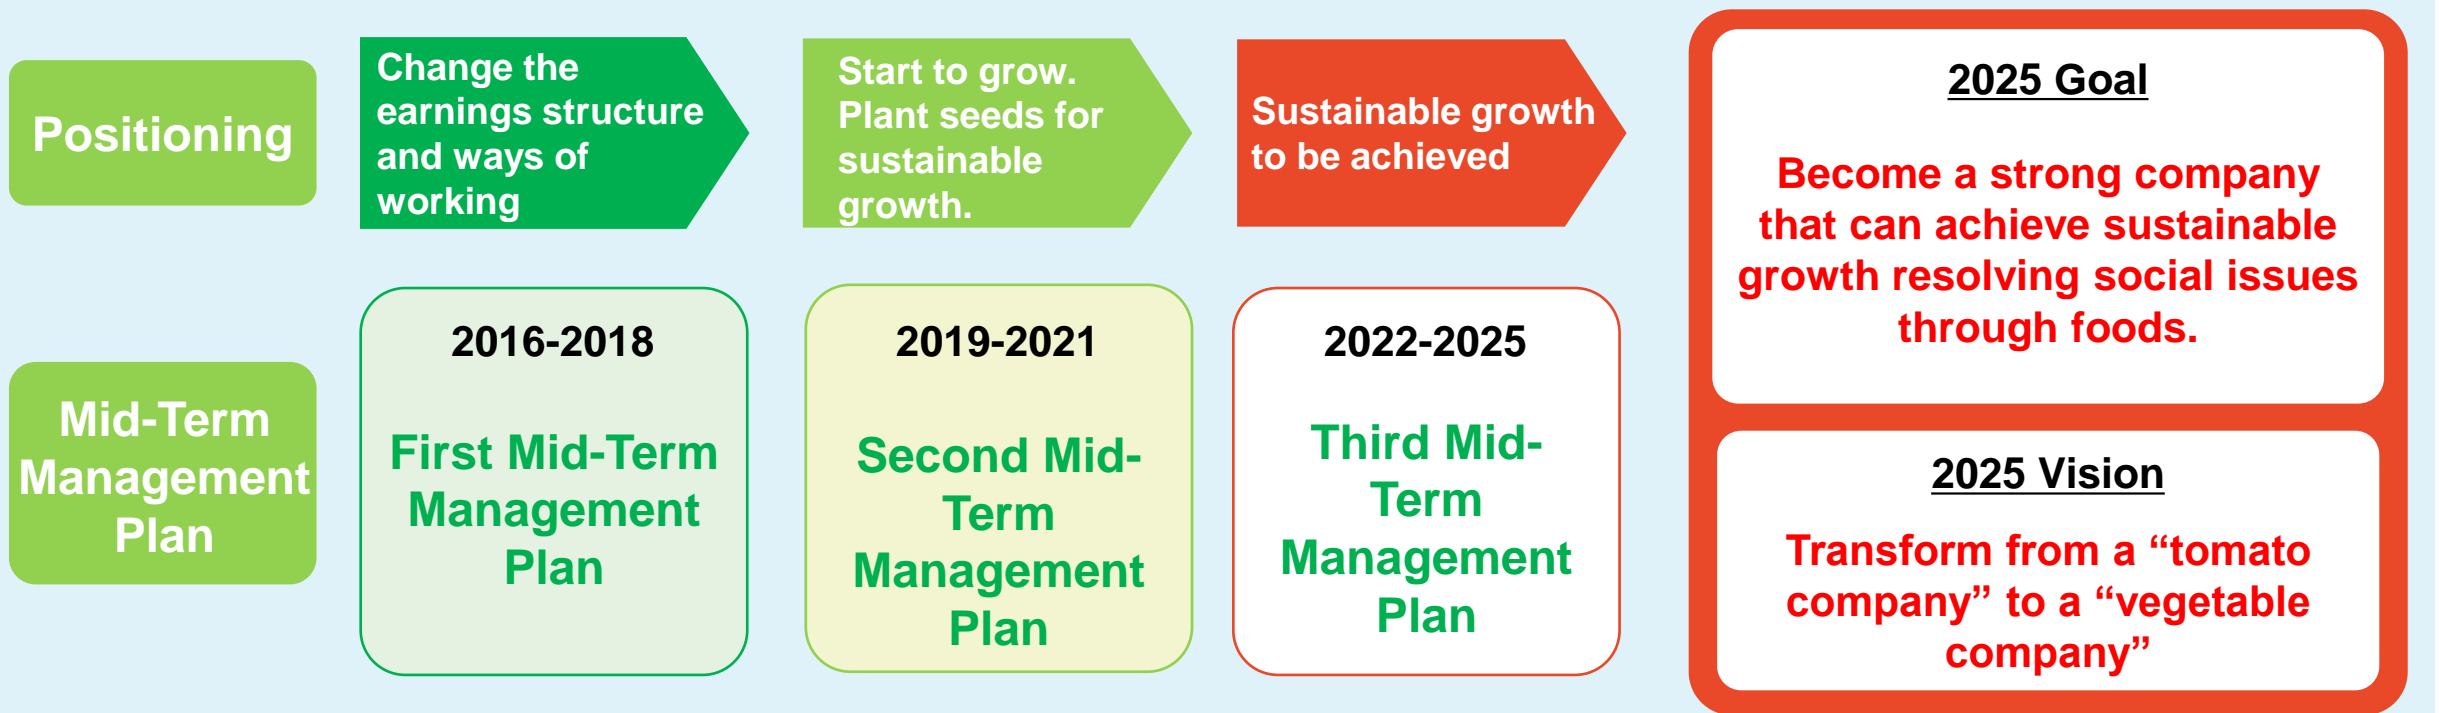 Positioning
Change the
earnings structure
and ways of
working
Start to grow.
Plant seeds for
sustainable
growth.
Sustainable growth
to be achieved
Mid-Term
Management
Plan
2016-2018
First Mid-Term
Management
Plan
2019-2021
Second Mid-
Term
Management
Plan
2022-2025
Third Mid-
Term
Management
Plan
2025 Goal
Become a strong company
that can achieve sustainable
growth resolving social issues
through foods.
2025 Vision
Transform from a “tomato
company” to a “vegetable
company”